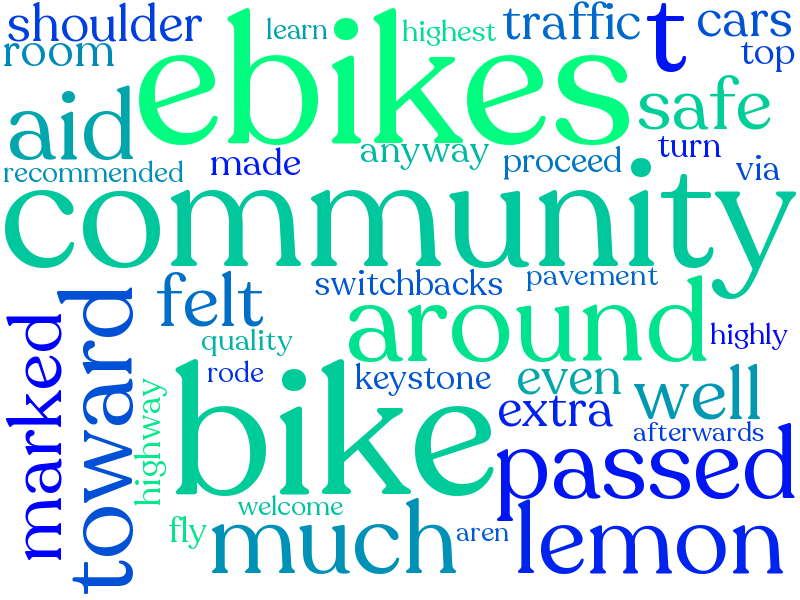 shoulder learn highest traffic t cars
room top
ebikes
aid safe
made anyway proceed turn via
recommended
community
felt switchbacks pavement
toward around
marked quality highly
rode keystone even well
highway bike extra
afterwards
passed
welcome
fly much aren lemon